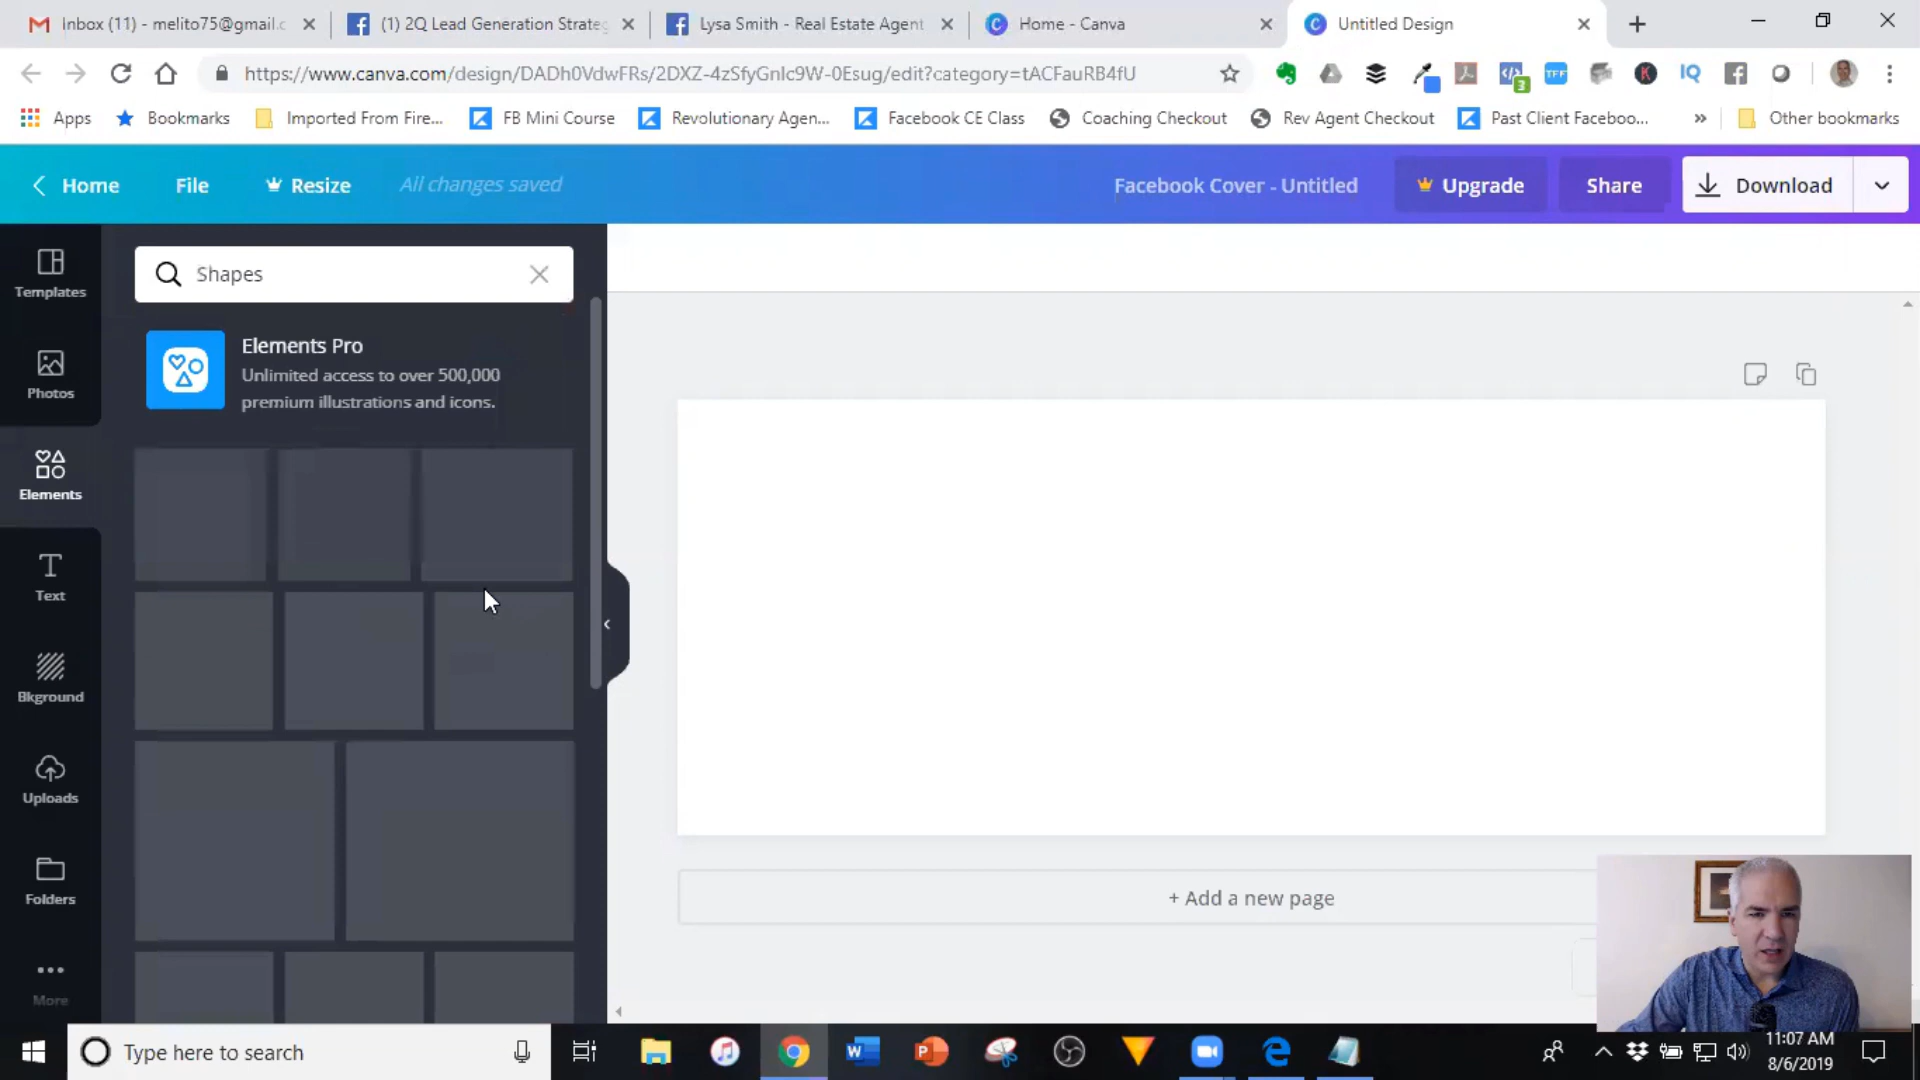 Inbox (11) - melito75@gmail.c
(1) 2Q Lead Generation Strate
Lysa Smith - Real Estate Agent
Home - Canva
Untitled Design
https://www.canva.com/design/DADh0VdwFRs/2DXZ-4zSfyGnIc9W-0Esug/edit?category=tACFauRB4fU
3
TFF
K
IQ
Apps
Bookmarks
Imported From Fire...
FB Mini Course
Revolutionary Agen...
Facebook CE Class
Coaching Checkout
Rev Agent Checkout
Past Client Faceboo...
Other bookmarks
Home
File
Resize
All changes saved
Facebook Cover - Untitled
Upgrade
Share
Download
Templates
Photos
Elements
Text
Bkground
Uploads
Folders
More
Shapes
Elements Pro
Unlimited access to over 500,000
premium illustrations and icons.
+ Add a new page
Type here to search
11:07 AM
8/6/2019